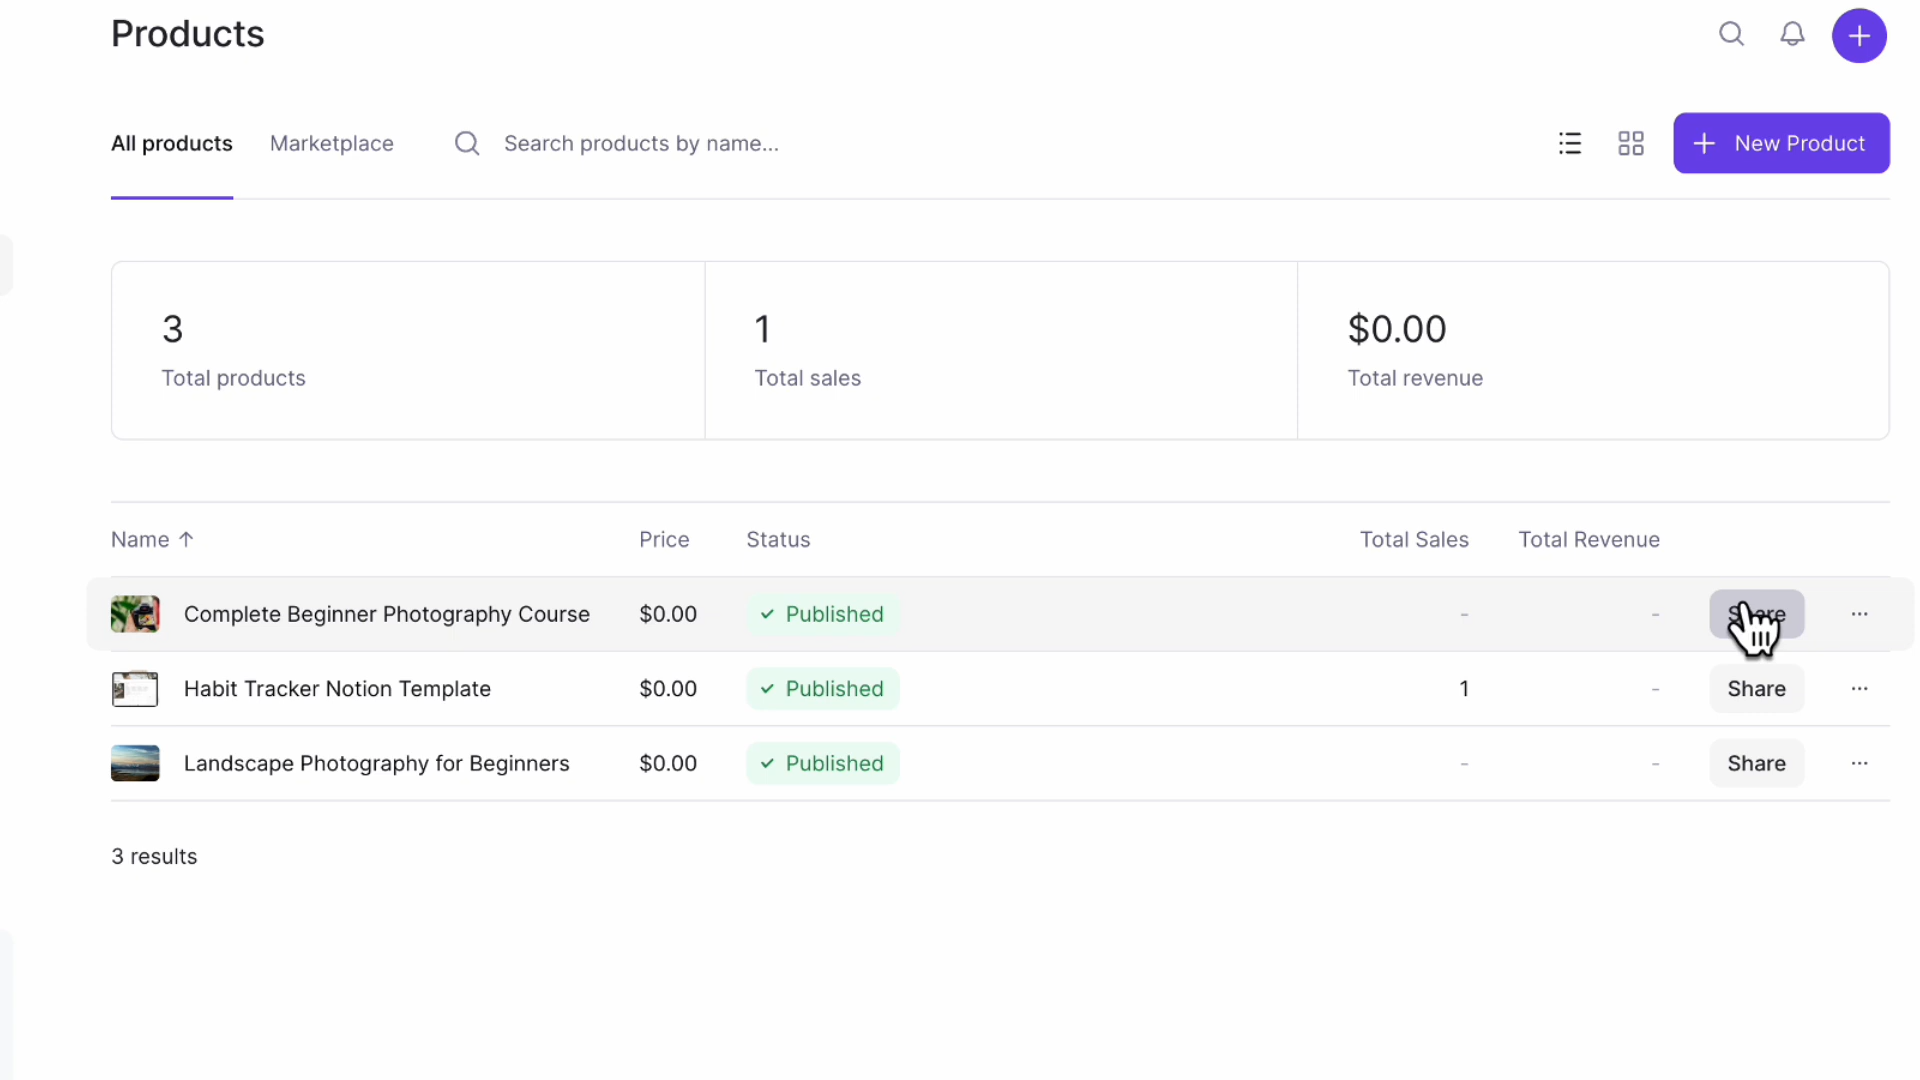 Products
All products Marketplace Search products by name... New Product
3 1 $0.00
Total products Total sales Total revenue
Name ↑ Price Status Total Sales Total Revenue
Complete Beginner Photography Course $0.00 Published - - Share ...
Habit Tracker Notion Template $0.00 Published 1 - Share ...
Landscape Photography for Beginners $0.00 Published - - Share ...
3 results